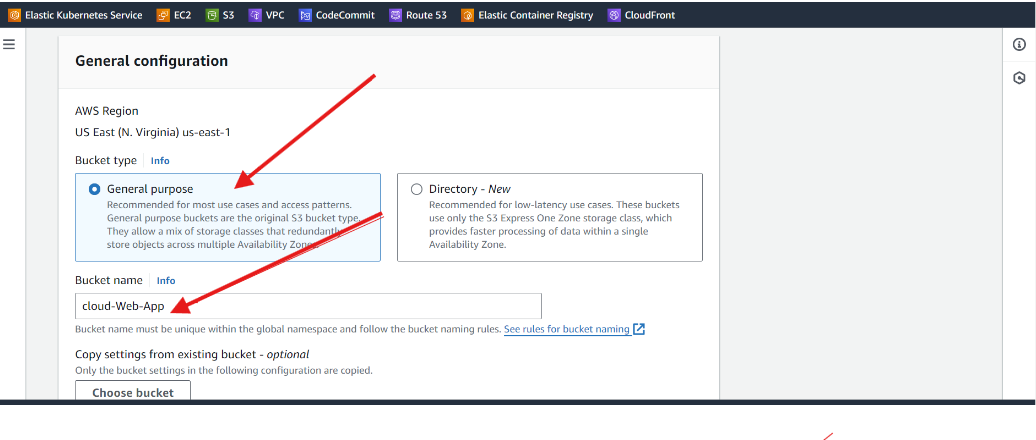 Elastic Kubernetes Service EC2 S3 VPC CodeCommit Route 53 Elastic Container Registry CloudFront
General configuration
AWS Region
US East (N. Virginia) us-east-1
Bucket type Info
General purpose
Recommended for most use cases and access patterns.
General purpose buckets are the original S3 bucket type.
They allow a mix of storage classes that redundantly
store objects across multiple Availability Zones.
Directory - New
Recommended for low-latency use cases. These buckets
use only the S3 Express One Zone storage class, which
provides faster processing of data within a single
Availability Zone.
Bucket name Info
cloud-Web-App
Bucket name must be unique within the global namespace and follow the bucket naming rules. See rules for bucket naming
Copy settings from existing bucket - optional
Only the bucket settings in the following configuration are copied.
Choose bucket